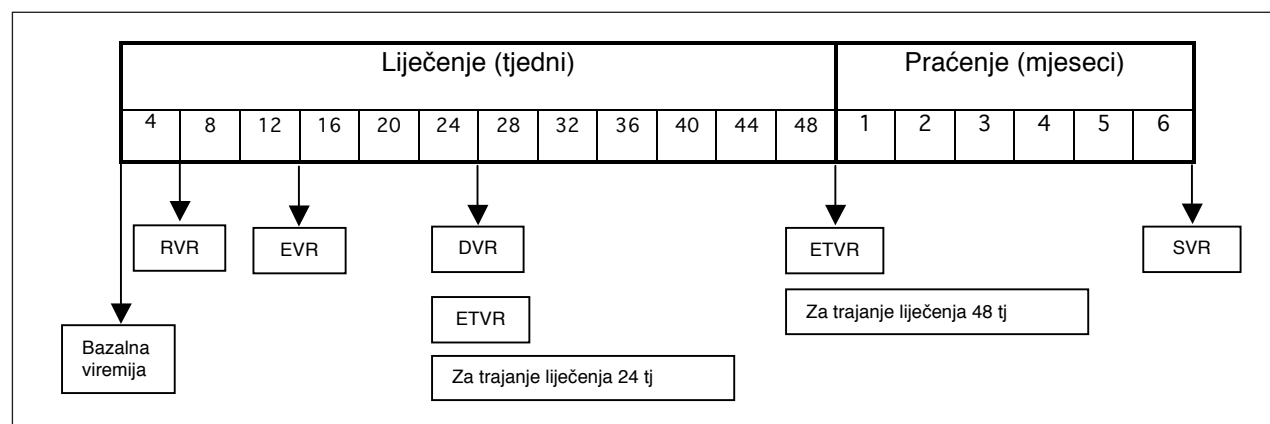 Liječenje (tjedni) Praćenje (mjeseci)
4 8 12 16 20 24 28 32 36 40 44 48 1 2 3 4 5 6
RVR EVR DVR ETVR SVR
Za trajanje liječenja 48 tj
ETVR
Bazalna
viremija
Za trajanje liječenja 24 tj